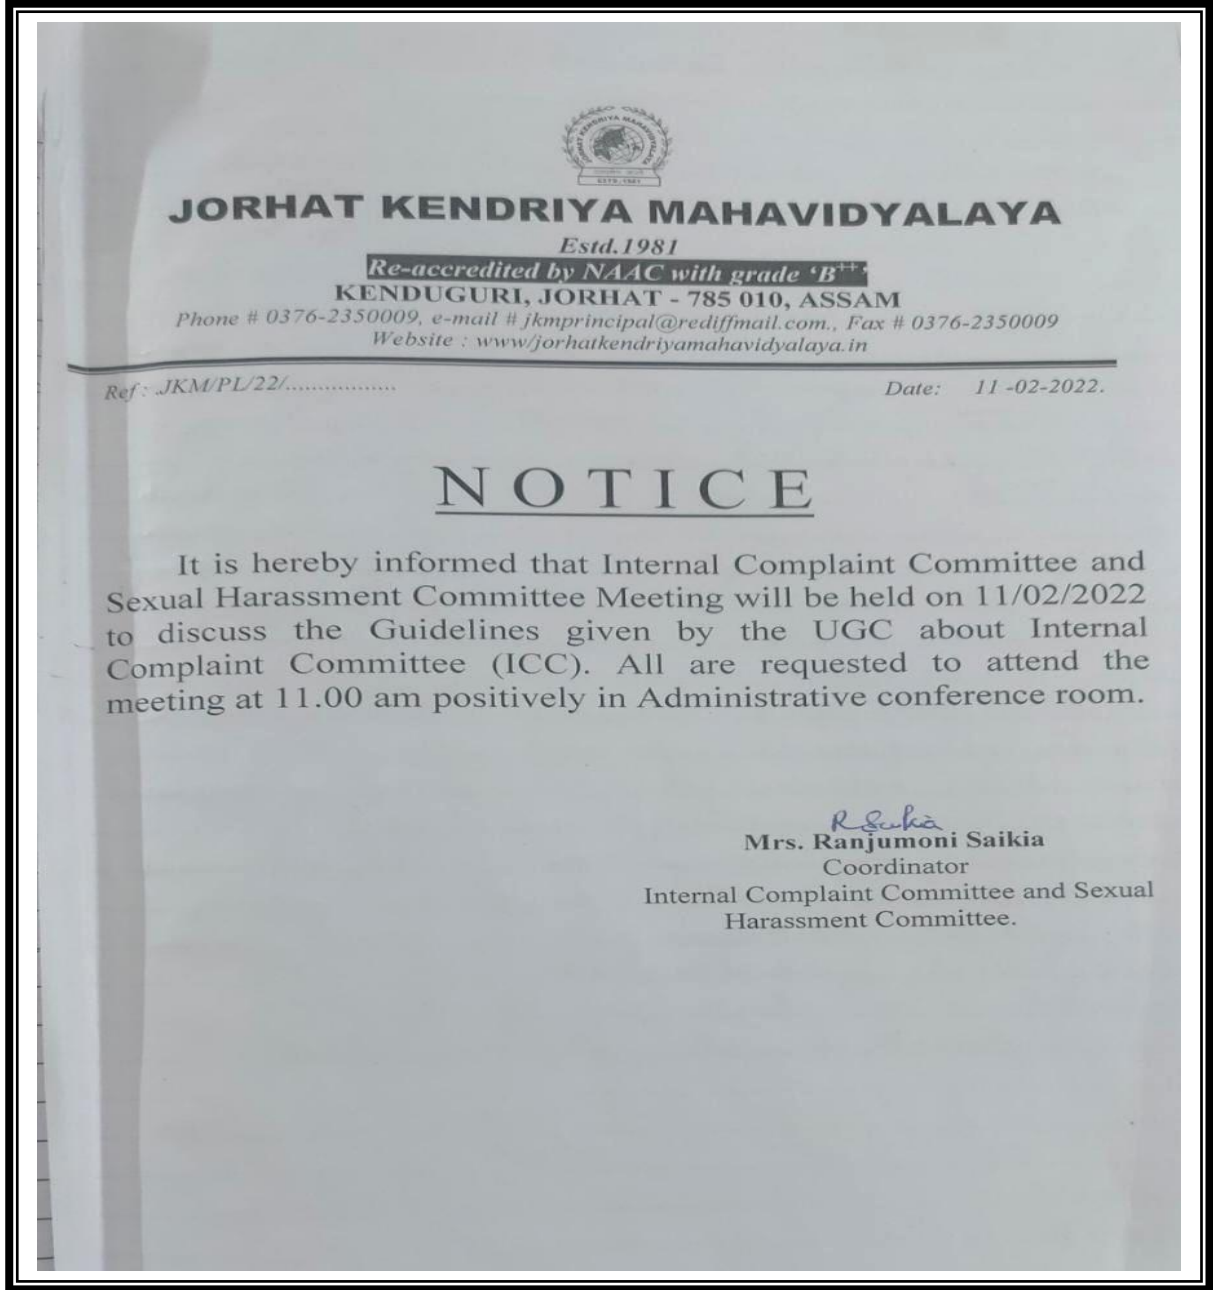 JORHAT KENDRIYA MAHAVIDYALAYA
ESTD. 1981
JORHAT KENDRIYA MAHAVIDYALAYA
Estd.1981
Re-accredited by NAAC with grade ‘B++’
KENDUGURI, JORHAT - 785 010, ASSAM
Phone # 0376-2350009, e-mail # jkmprincipal@rediffmail.com., Fax # 0376-2350009
Website : www/jorhatkendriyamahavidyalaya.in
Ref : JKM/PL/22/................. Date: 11 -02-2022.
N O T I C E
It is hereby informed that Internal Complaint Committee and
Sexual Harassment Committee Meeting will be held on 11/02/2022
to discuss the Guidelines given by the UGC about Internal
Complaint Committee (ICC). All are requested to attend the
meeting at 11.00 am positively in Administrative conference room.
R Saikia
Mrs. Ranjumoni Saikia
Coordinator
Internal Complaint Committee and Sexual
Harassment Committee.